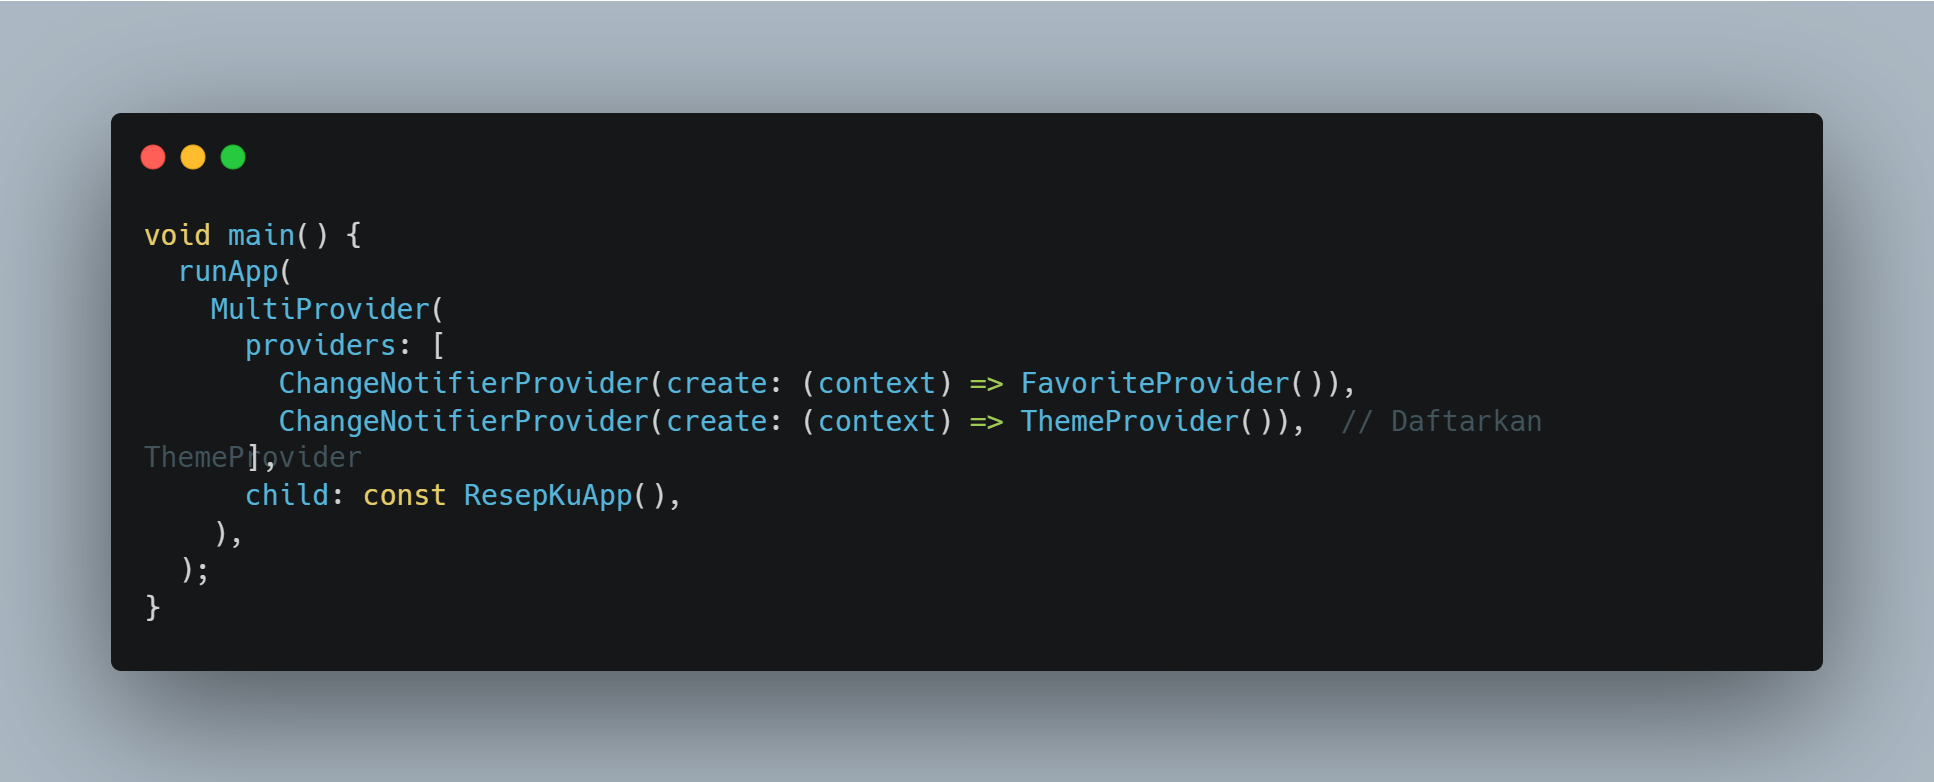 void main() {
  runApp(
    MultiProvider(
      providers: [
        ChangeNotifierProvider(create: (context) => FavoriteProvider()),
        ChangeNotifierProvider(create: (context) => ThemeProvider()),  // Daftarkan
ThemeProvider
      ],
      child: const ResepKuApp(),
    ),
  );
}